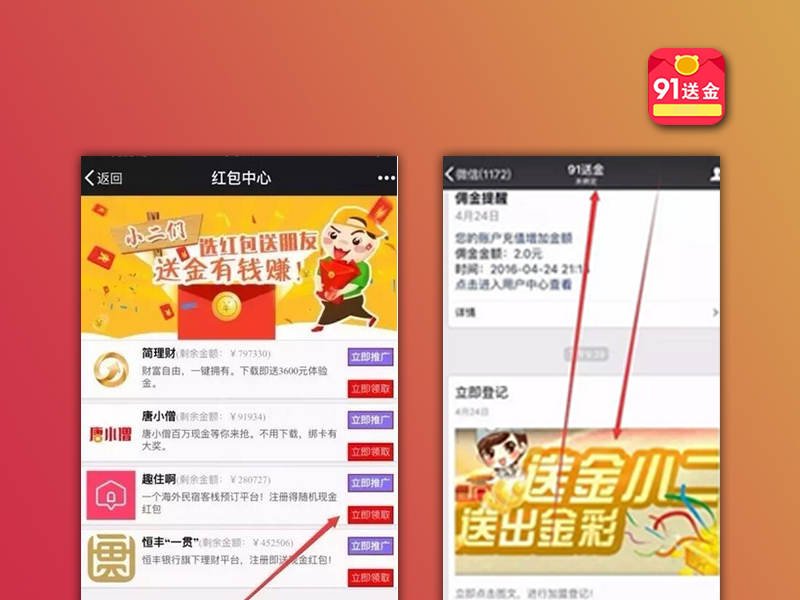 91送金
返回
红包中心
小二们
选红包送朋友
送金有钱赚!
简理财(剩余金额:￥797330)
立即推广
财富自由，一键拥有。下载即送3600元体验
金。
立即领取
唐小僧
唐小僧(剩余金额:￥91934)
立即推广
唐小僧百万现金等你来抢。不用下载，绑卡有
大奖。
立即领取
趣住啊(剩余金额:￥280727)
立即推广
一个海外民宿客栈预订平台！注册得随机现金
红包
立即领取
恒丰“一贯”(剩余金额:￥452506)
立即推广
恒丰银行旗下理财平台，注册即送现金红包！
立即领取
微信(1172)
91送金
佣金提醒
4月24日
您的账户充值增加金额
佣金金额：2.0元
时间：2016-04-24 21:1
点击进入用户中心查看
详情
立即登记
4月24日
送金小二
送出金彩
立即点击图文，进行加盟登记!